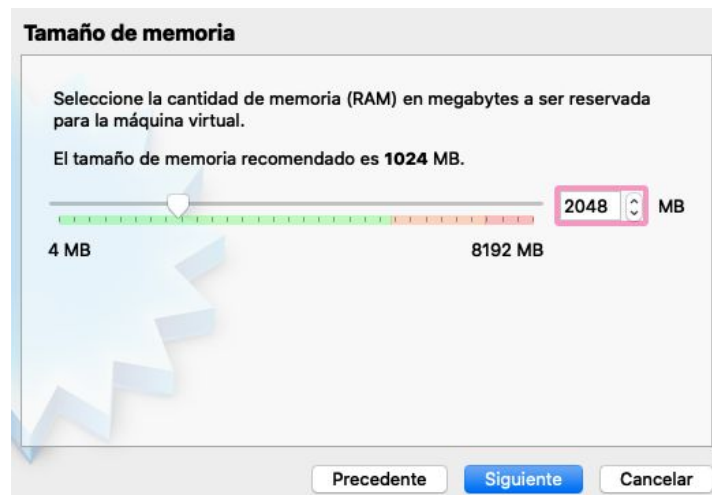 Tamaño de memoria
Seleccione la cantidad de memoria (RAM) en megabytes a ser reservada
para la máquina virtual.
El tamaño de memoria recomendado es 1024 MB.
2048 MB
4 MB 8192 MB
Precedente Siguiente Cancelar